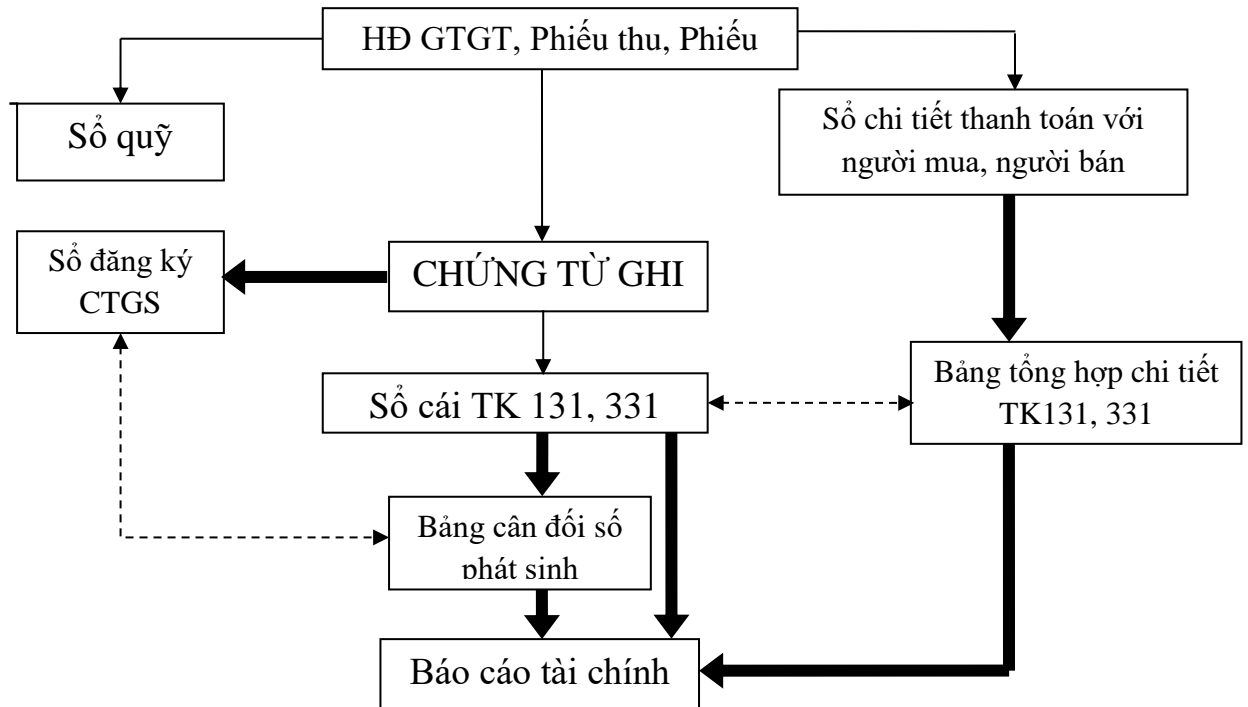 HĐ GTGT, Phiếu thu, Phiếu
Sổ quỹ
Sổ chi tiết thanh toán với
người mua, người bán
Sổ đăng ký
CTGS
CHỨNG TỪ GHI
Sổ cái TK 131, 331
Bảng tổng hợp chi tiết
TK131, 331
Bảng cân đối số
phát sinh
Báo cáo tài chính